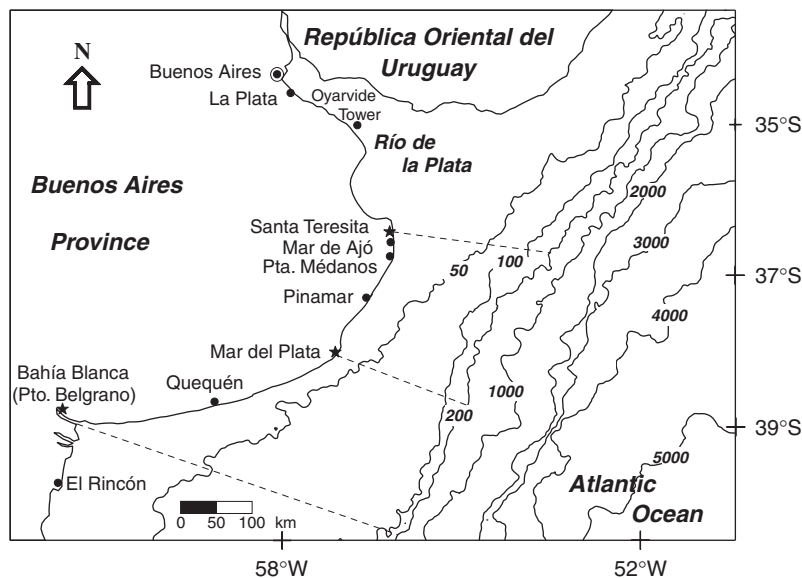 República Oriental del
Uruguay
N
Buenos Aires
La Plata
Oyarvide
Tower
Río de
la Plata
35°S
Buenos Aires
Province
2000
Santa Teresita
Mar de Ajó
Pta. Médanos
3000
50
100
37°S
Pinamar
4000
Mar del Plata
Bahía Blanca
(Pto. Belgrano)
Quequén
1000
200
39°S
5000
El Rincón
Atlantic
Ocean
0 50 100 km
58°W
52°W